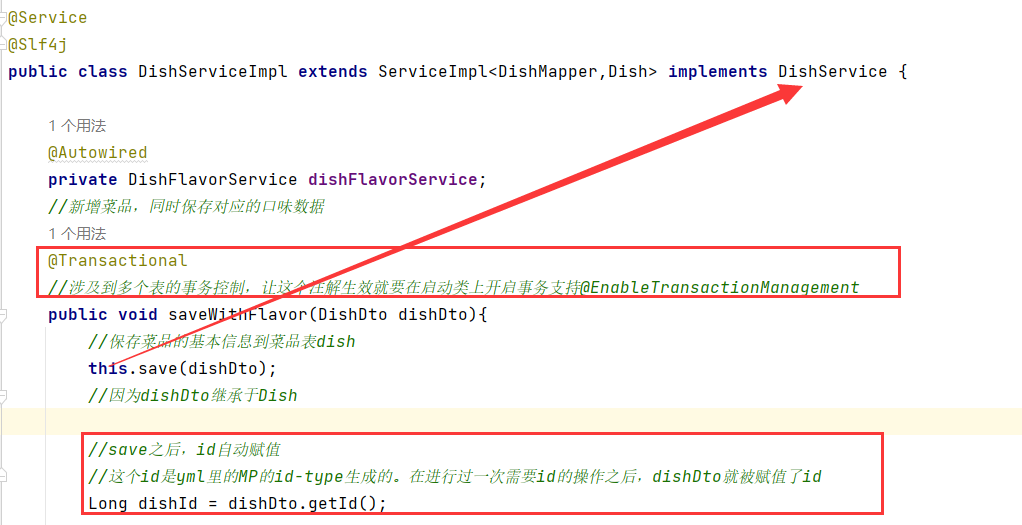 @Service
@Slf4j
public class DishServiceImpl extends ServiceImpl<DishMapper,Dish> implements DishService {
1 个用法
@Autowired
private DishFlavorService dishFlavorService;
//新增菜品，同时保存对应的口味数据
1 个用法
@Transactional
//涉及到多个表的事务控制，让这个注解生效就要在启动类上开启事务支持@EnableTransactionManagement
public void saveWithFlavor(DishDto dishDto){
//保存菜品的基本信息到菜品表dish
this.save(dishDto);
//因为dishDto继承于Dish
//save之后，id自动赋值
//这个id是yml里的MP的id-type生成的。在进行过一次需要id的操作之后，dishDto就被赋值了id
Long dishId = dishDto.getId();